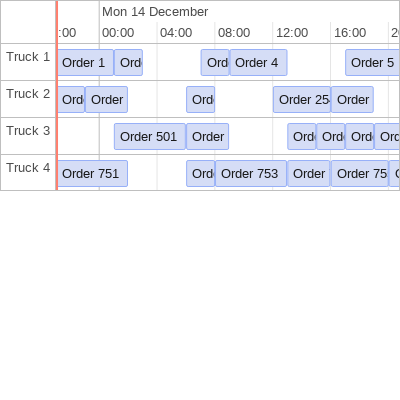 Mon 14 December
:00 00:00 04:00 08:00 12:00 16:00
Truck 1 Order 1 Ord Ord Order 4 Order 5
Truck 2 Ord Order Ord Order 25 Order
Truck 3 Order 501 Order Ord Ord Ord Ord
Truck 4 Order 751 Ord Order 753 Order Order 75